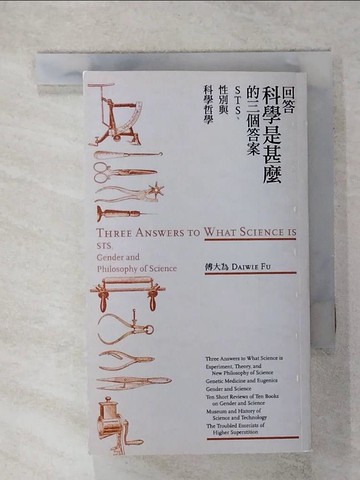 回答
科學是甚麼
的三個答案
STS、
性別與
科學哲學
THREE ANSWERS TO WHAT SCIENCE IS
STS,
Gender and
Philosophy of Science
傅大為 DAIWIE FU
Three Answers to What Science is
Experiment, Theory, and
New Philosophy of Science
Genetic Medicine and Eugenics
Gender and Science
Ten Short Reviews of Ten Books
on Gender and Science
Museum and History of
Science and Technology
The Troubled Exorcists of
Higher Superstition